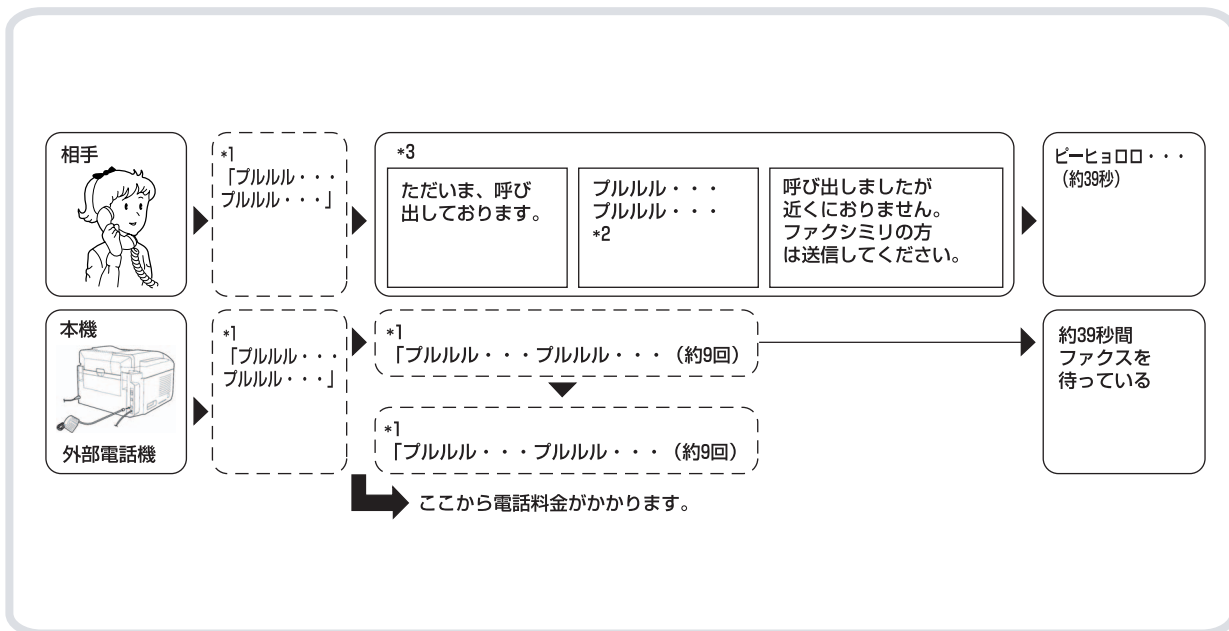 相手
*1
「プルルル・・・
プルルル・・・」
*3
ただいま、呼び
出しております。
プルルル・・・
プルルル・・・
*2
呼び出しましたが
近くにおりません。
ファクシミリの方
は送信してください。
ピーヒョロロ・・・
（約39秒）
本機
外部電話機
*1
「プルルル・・・
プルルル・・・」
*1
「プルルル・・・プルルル・・・（約9回）
*1
「プルルル・・・プルルル・・・（約9回）
ここから電話料金がかかります。
約39秒間
ファクスを
待っている